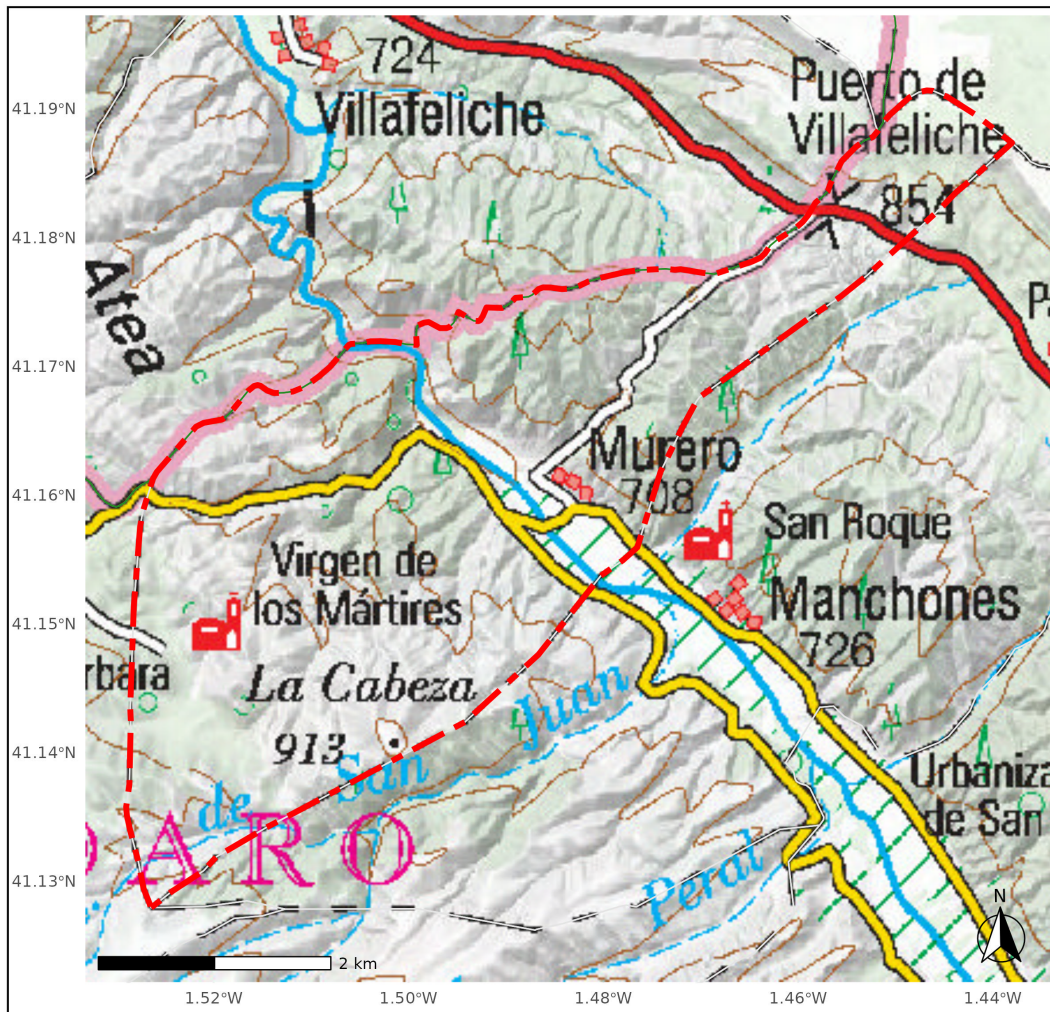 724
Villafeliche
Puerto de
Villafeliche
854
Atea
Murero
708
San Roque
Manchones
726
Virgen de
los Mártires
rbara
La Cabeza
913
de San Juan
ARO
Peral
Urbaniza
de San
N
2 km
41.19°N
41.18°N
41.17°N
41.16°N
41.15°N
41.14°N
41.13°N
1.52°W
1.50°W
1.48°W
1.46°W
1.44°W